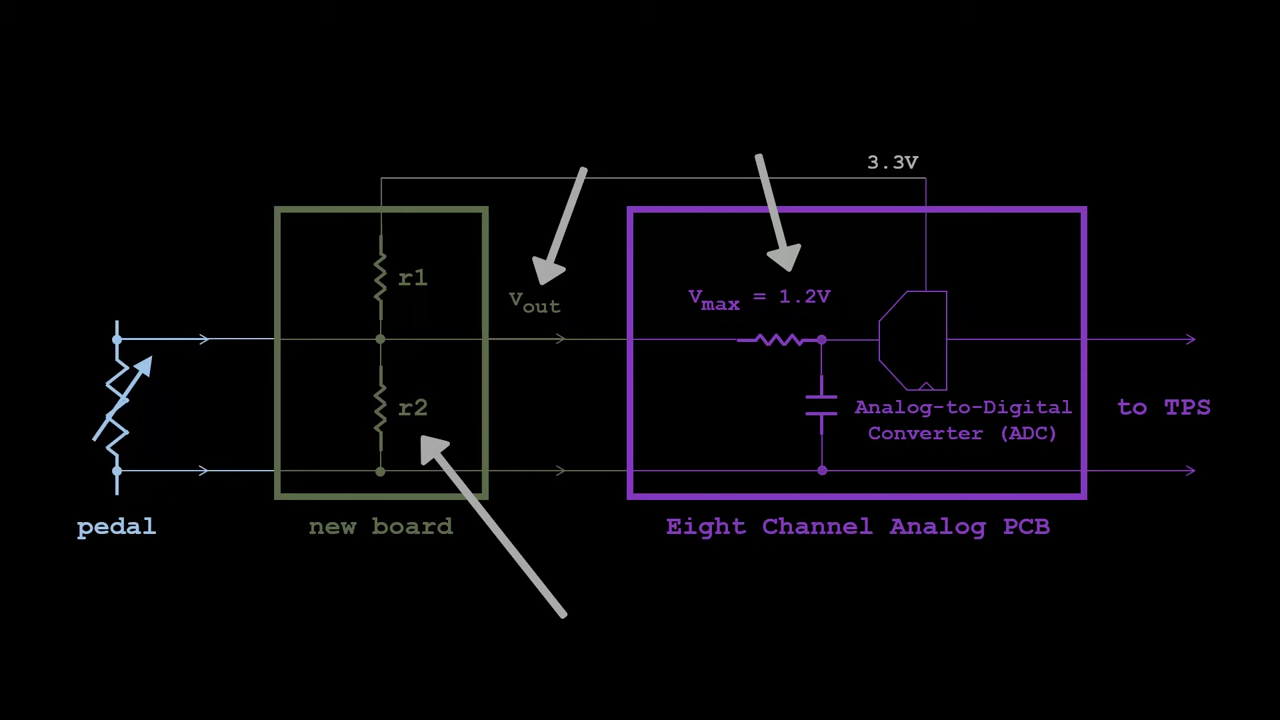 3.3V
r1
Vout
Vmax = 1.2V
r2
Analog-to-Digital
Converter (ADC)
to TPS
pedal
new board
Eight Channel Analog PCB